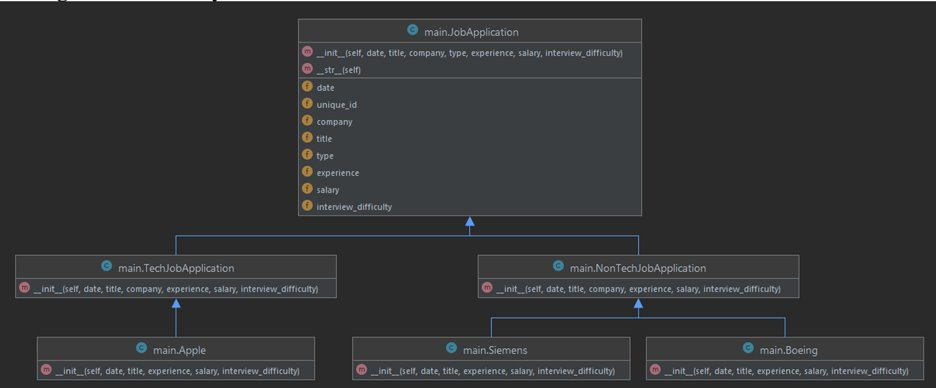 main.JobApplication
__init__(self, date, title, company, type, experience, salary, interview_difficulty)
__str__(self)
date
unique_id
company
title
type
experience
salary
interview_difficulty
main.TechJobApplication
__init__(self, date, title, company, experience, salary, interview_difficulty)
main.NonTechJobApplication
__init__(self, date, title, company, experience, salary, interview_difficulty)
main.Apple
__init__(self, date, title, experience, salary, interview_difficulty)
main.Siemens
__init__(self, date, title, experience, salary, interview_difficulty)
main.Boeing
__init__(self, date, title, experience, salary, interview_difficulty)